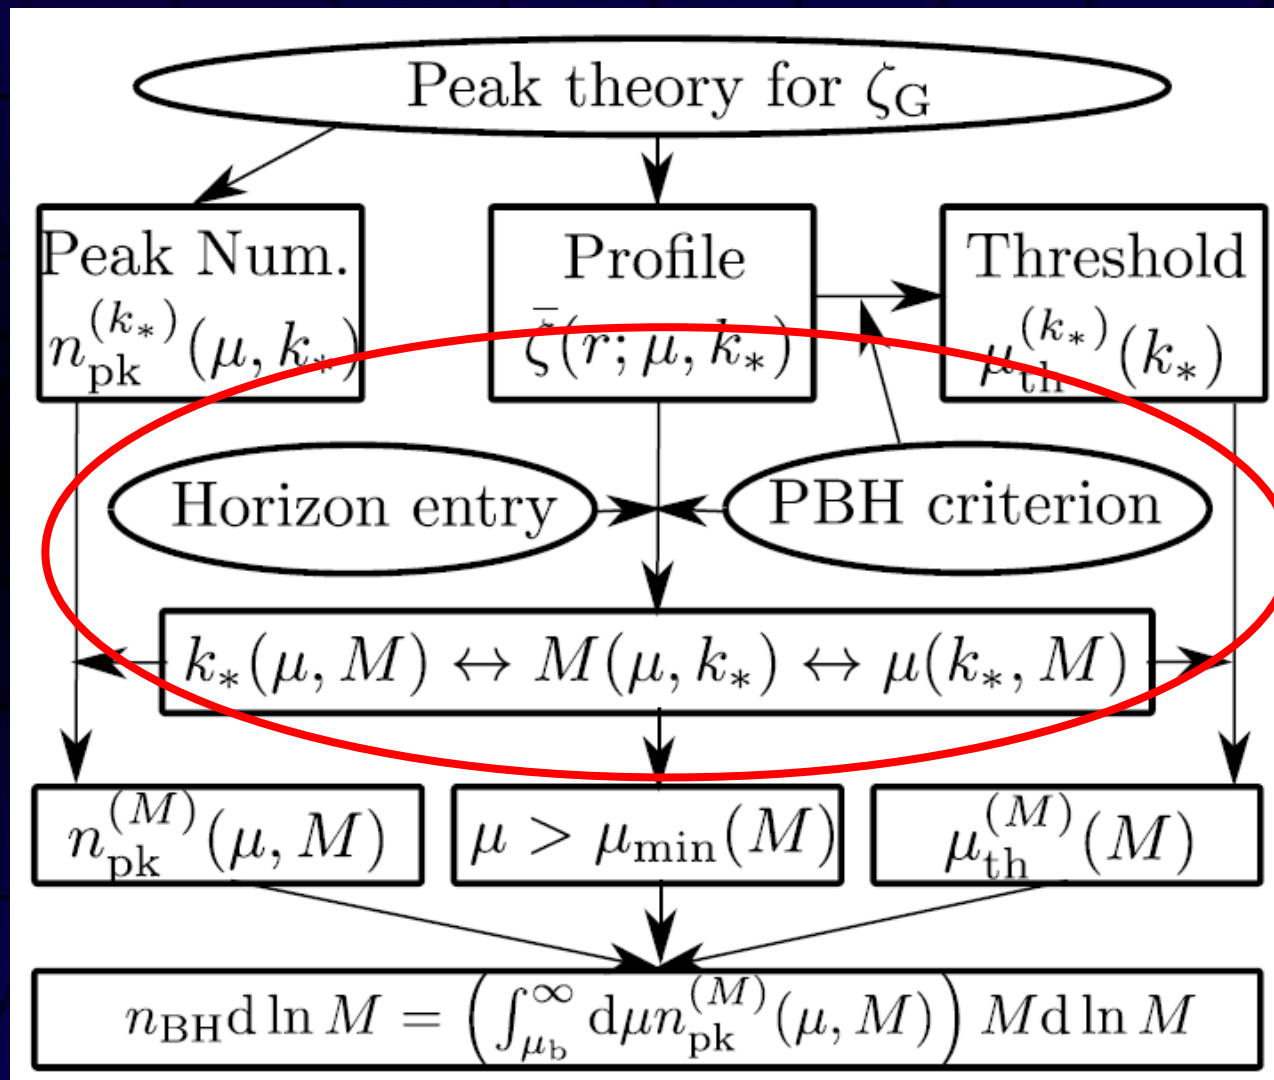 Peak theory for ζ_G
Peak Num.
n_pk^(k_*)(μ, k_*)
Profile
ζ̄(r; μ, k_*)
Threshold
μ_th^(k_*)(k_*)
Horizon entry
PBH criterion
k_*(μ, M) ↔ M(μ, k_*) ↔ μ(k_*, M)
n_pk^(M)(μ, M)
μ > μ_min(M)
μ_th^(M)(M)
n_BH d ln M = (∫_{μ_b}^∞ dμ n_pk^(M)(μ, M)) M d ln M